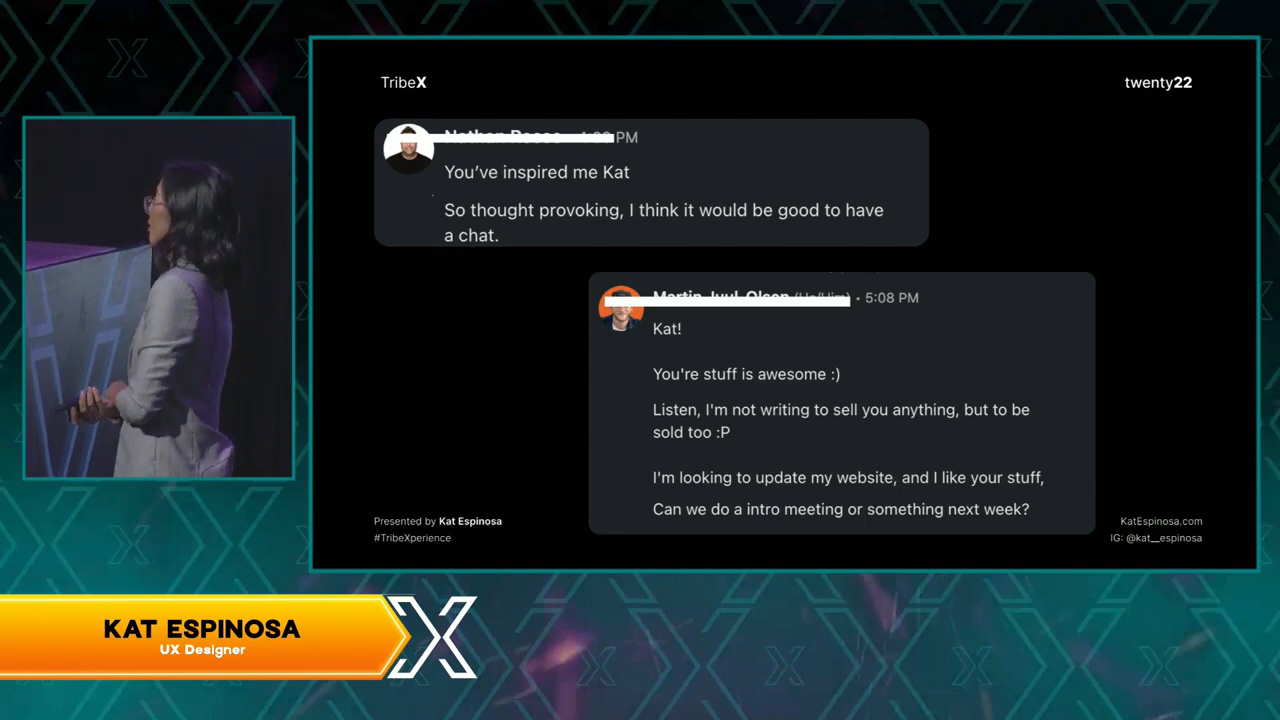 TribeX
twenty22
PM
You’ve inspired me Kat
So thought provoking, I think it would be good to have
a chat.
• 5:08 PM
Kat!
You're stuff is awesome :)
Listen, I'm not writing to sell you anything, but to be
sold too :P
I'm looking to update my website, and I like your stuff,
Can we do a intro meeting or something next week?
Presented by Kat Espinosa
#TribeXperience
KatEspinosa.com
IG: @kat__espinosa
KAT ESPINOSA
UX Designer
X